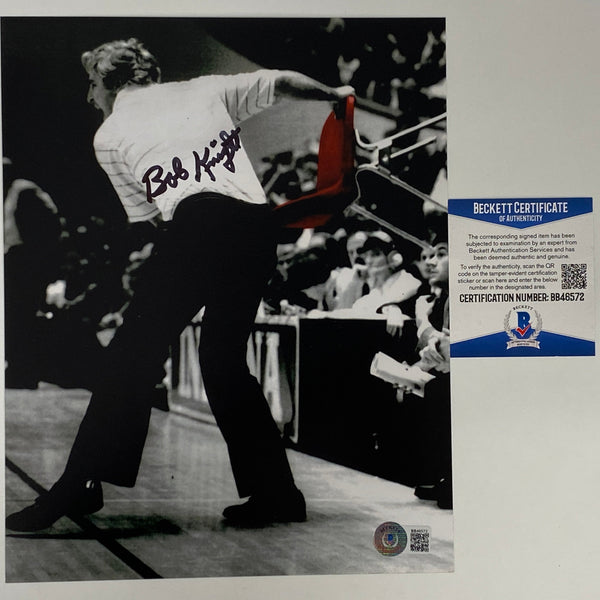 Bob Knight
BECKETT CERTIFICATE
OF AUTHENTICITY
The corresponding signed item has been
subjected to examination by an expert from
Beckett Authentication Services and has
been deemed authentic and genuine.
To verify the authenticity, scan the QR
code on the tamper-evident certification
sticker or scan here and enter the below
number in the designated area.
CERTIFICATION NUMBER: BB46572
BECKETT
B
BB46572